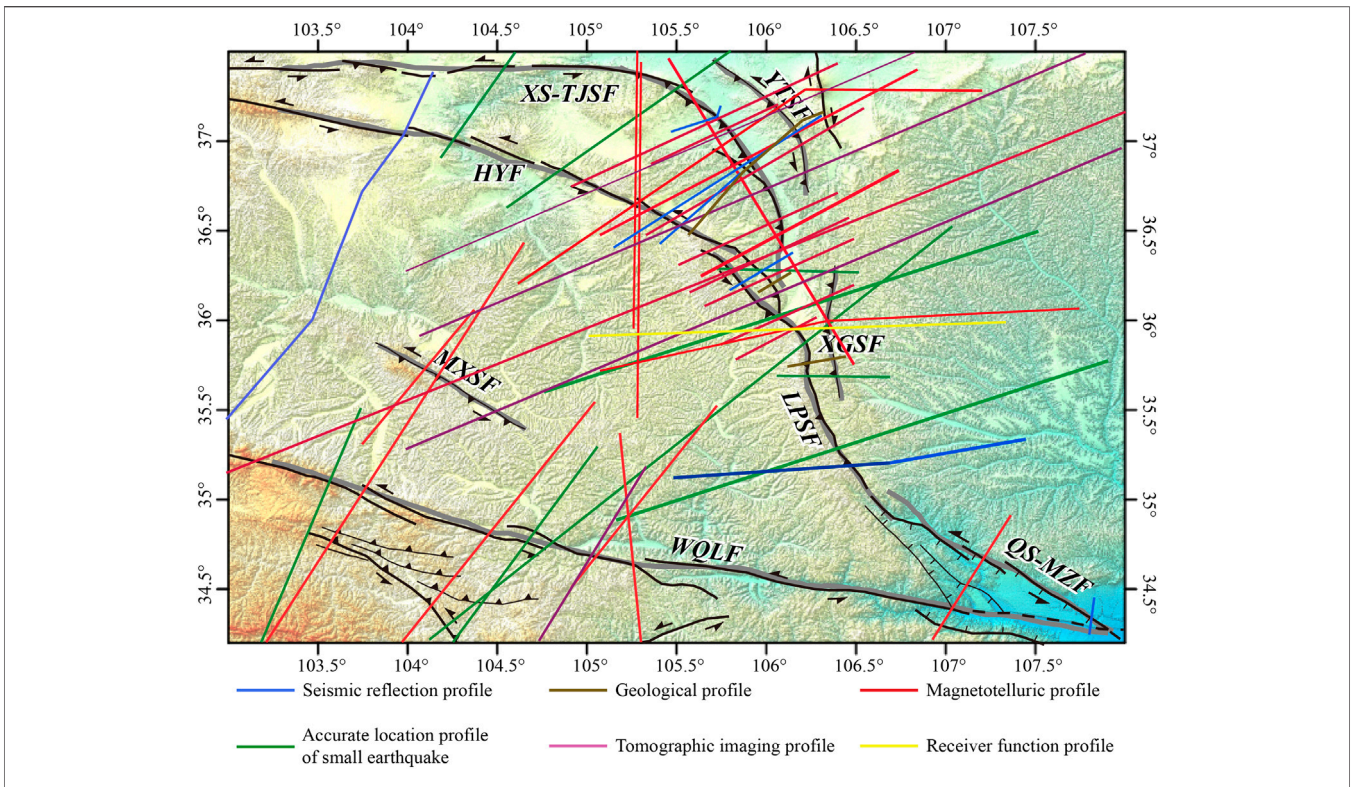 103.5° 104° 104.5° 105° 105.5° 106° 106.5° 107° 107.5°
XS-TJSF
YTSF
37° 37°
HYF
36.5° 36.5°
36° 36°
XGSF
MXSF
LPSF
35.5° 35.5°
35° 35°
WQLF
QS-MZF
34.5° 34.5°
103.5° 104° 104.5° 105° 105.5° 106° 106.5° 107° 107.5°
Seismic reflection profile
Geological profile
Magnetotelluric profile
Accurate location profile
of small earthquake
Tomographic imaging profile
Receiver function profile